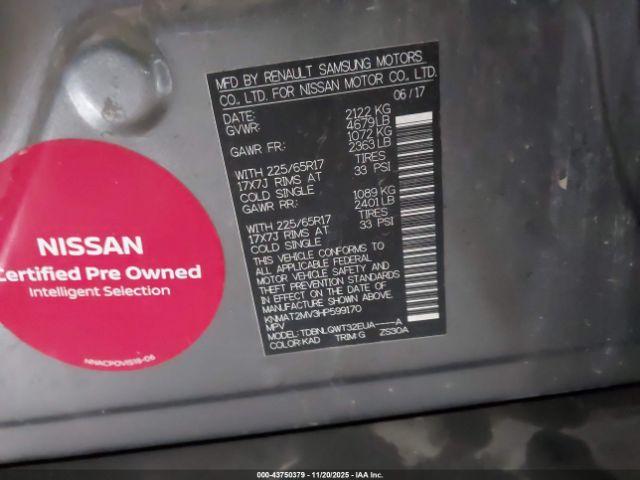 MFD BY RENAULT SAMSUNG MOTORS
CO., LTD. FOR NISSAN MOTOR CO., LTD.
DATE: 06/17
GVWR: 2122 KG
4679 LB
GAWR FR: 1072 KG
2363 LB
WITH 225/65R17 TIRES
17X7J RIMS AT 33 PSI
COLD SINGLE
GAWR RR: 1089 KG
2401 LB
WITH 225/65R17 TIRES
17X7J RIMS AT 33 PSI
COLD SINGLE
THIS VEHICLE CONFORMS TO
ALL APPLICABLE FEDERAL
MOTOR VEHICLE SAFETY AND
THEFT PREVENTION STANDARDS
IN EFFECT ON THE DATE OF
MANUFACTURE SHOWN ABOVE.
KNMAT2MV3HP599170
MPV
MODEL: TDBNLGWT32EUA-----A
COLOR: KAD TRIM: G ZS30A
NISSAN
Certified Pre Owned
Intelligent Selection
NNACPOVIS18-06
000-43750379 - 11/20/2025 - IAA Inc.